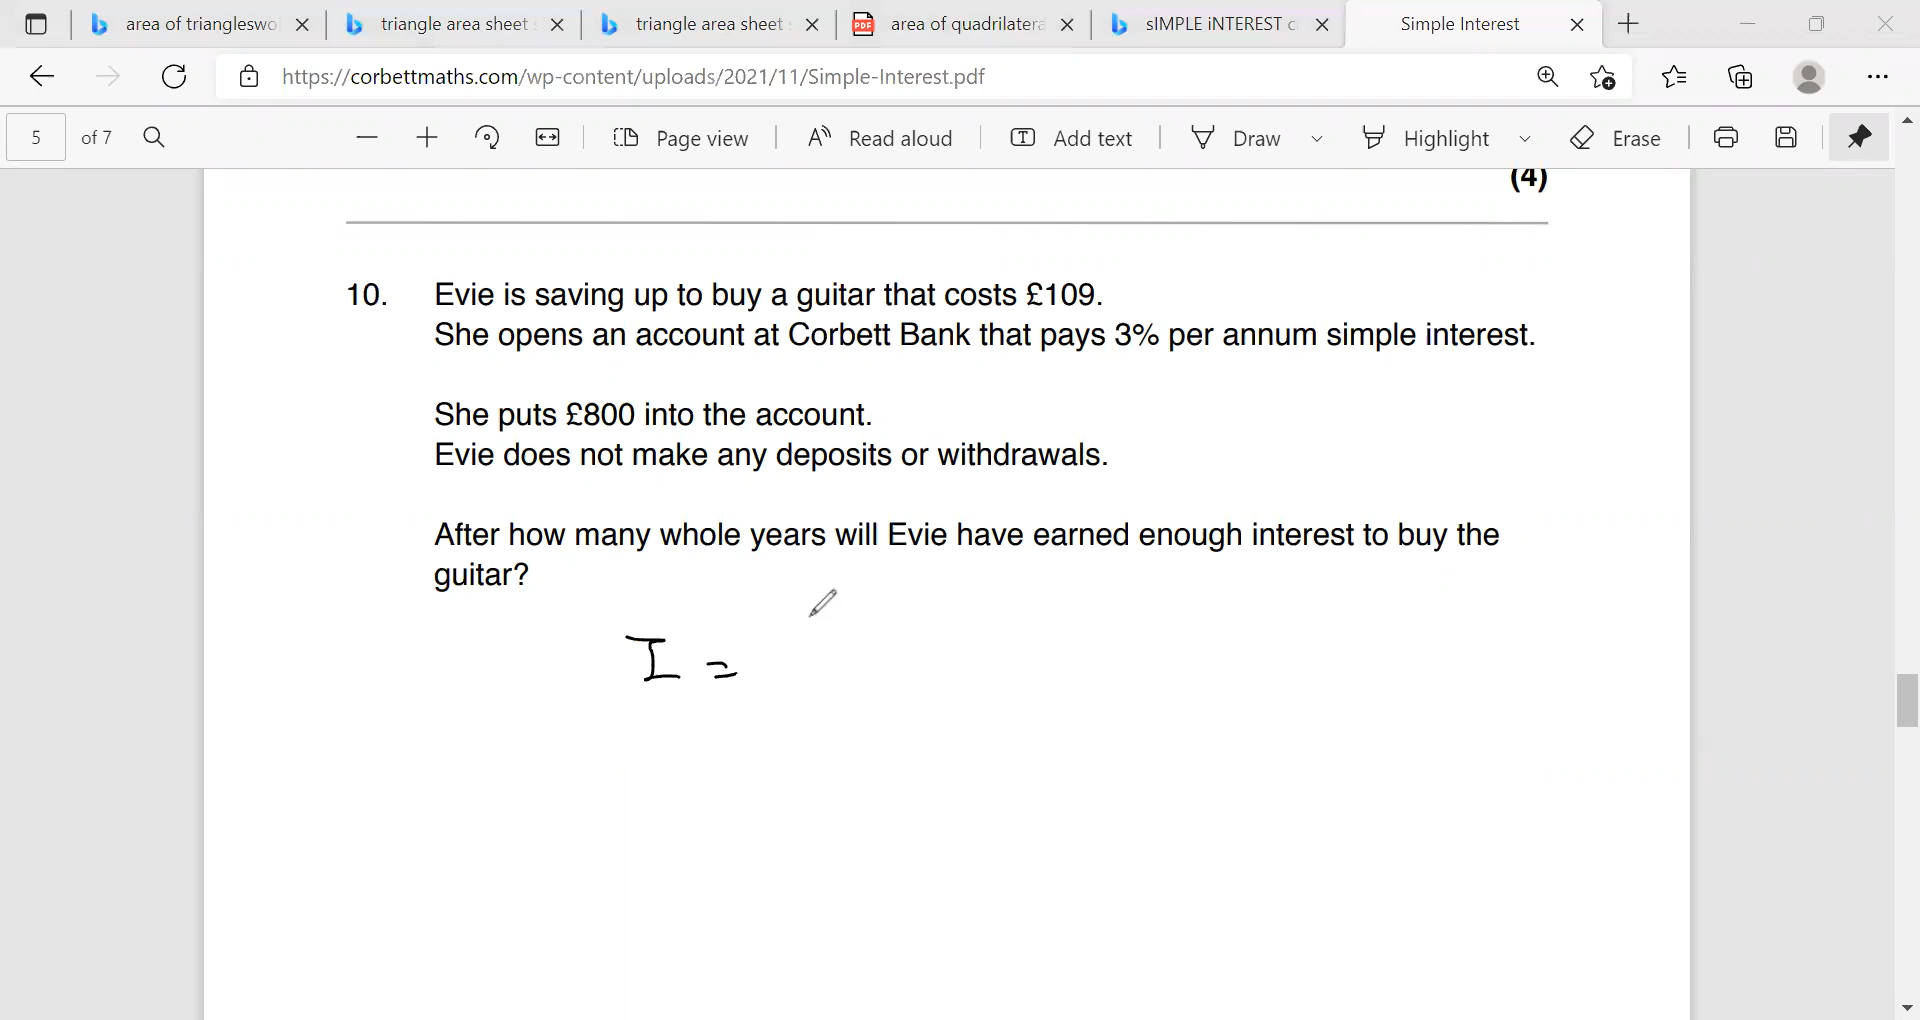 area of triangleswo
triangle area sheet
triangle area sheet
PDF area of quadrilatera
sIMPLE iNTEREST c
Simple Interest
https://corbettmaths.com/wp-content/uploads/2021/11/Simple-Interest.pdf
5 of 7 Page view Read aloud Add text Draw Highlight Erase
(4)
10. Evie is saving up to buy a guitar that costs £109.
She opens an account at Corbett Bank that pays 3% per annum simple interest.
She puts £800 into the account.
Evie does not make any deposits or withdrawals.
After how many whole years will Evie have earned enough interest to buy the
guitar?
I =